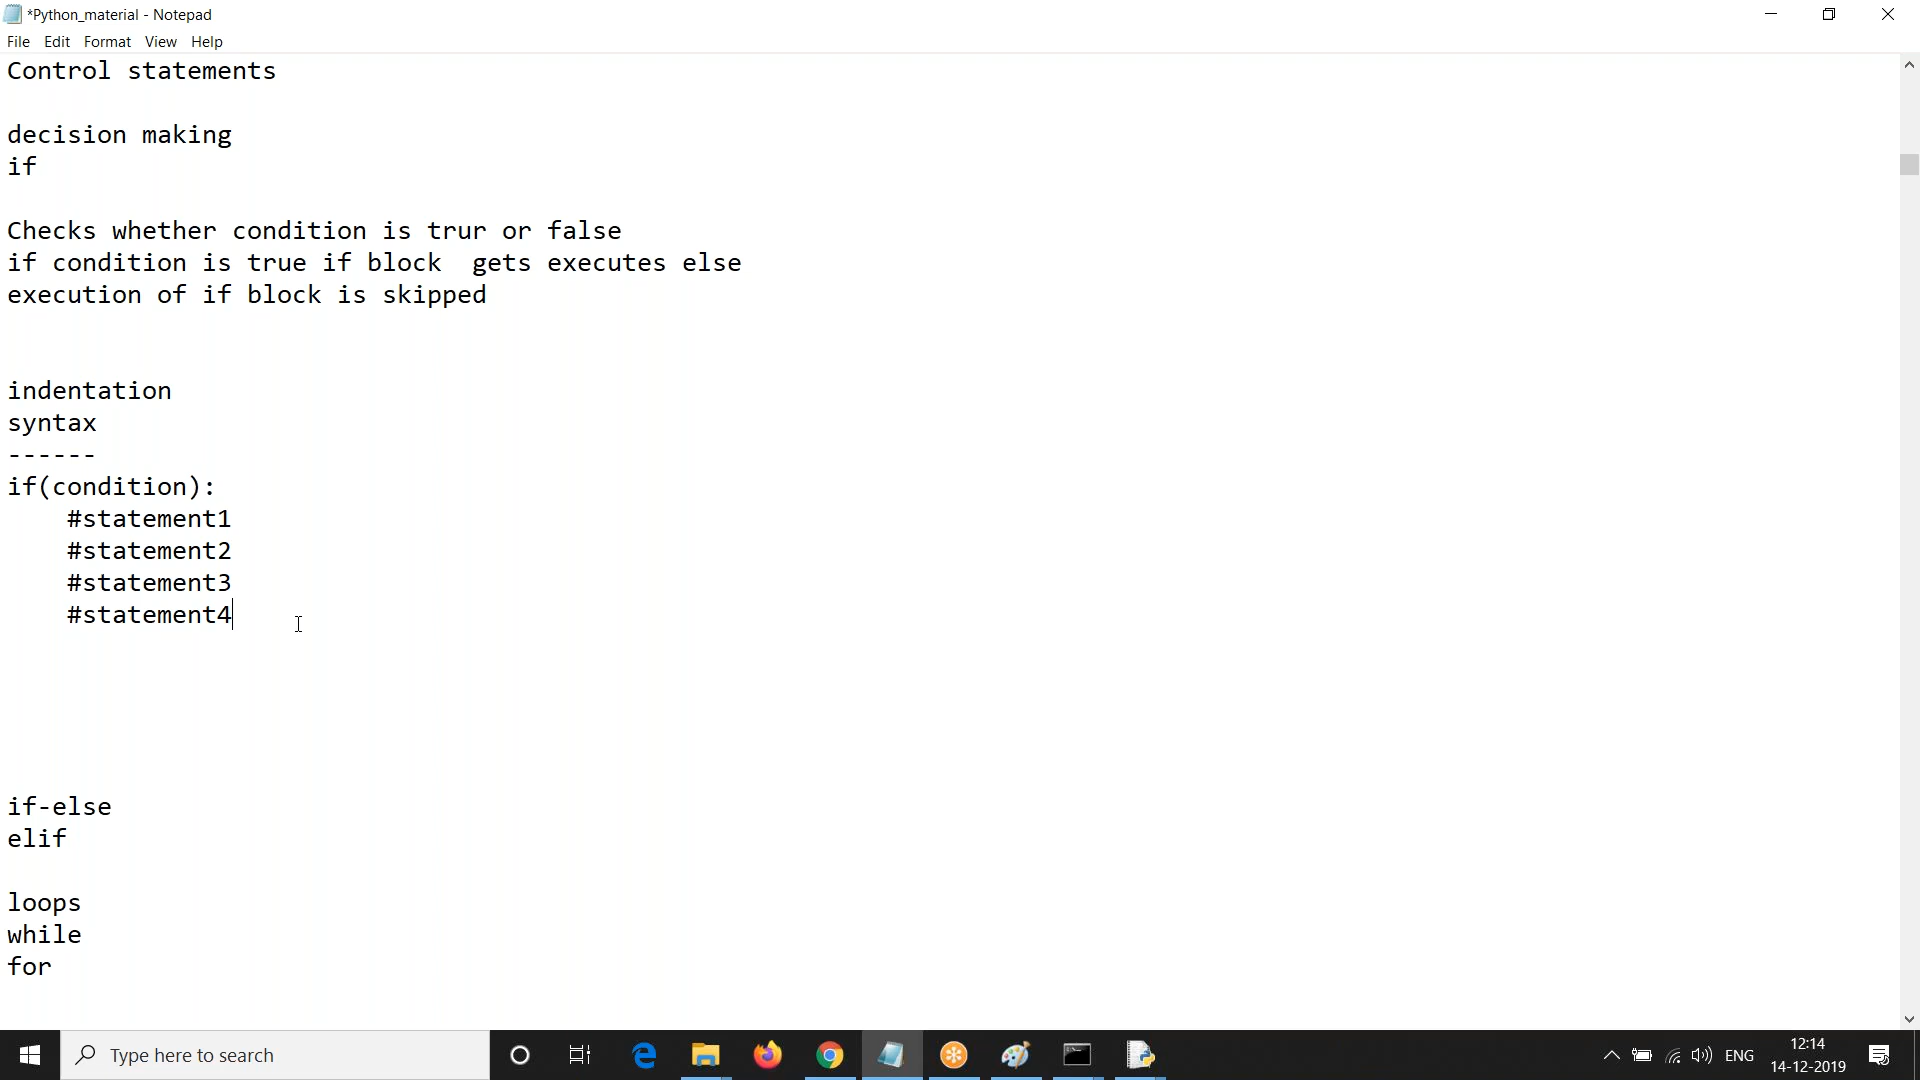 *Python_material - Notepad
File Edit Format View Help
Control statements
decision making
if
Checks whether condition is trur or false
if condition is true if block  gets executes else
execution of if block is skipped
indentation
syntax
------
if(condition):
    #statement1
    #statement2
    #statement3
    #statement4
if-else
elif
loops
while
for
Type here to search
ENG
12:14
14-12-2019